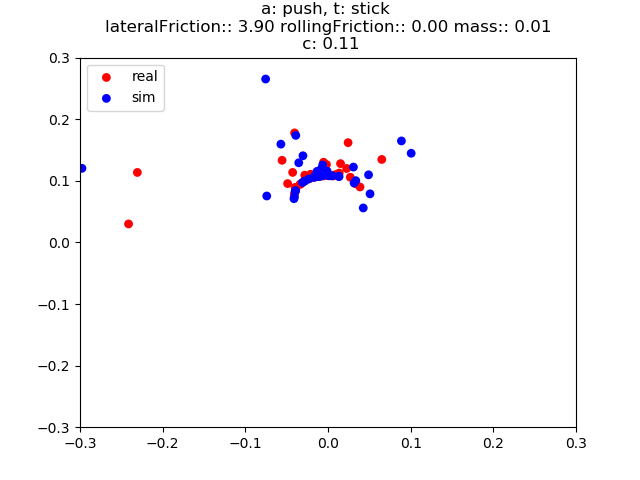 a: push, t: stick
lateralFriction:: 3.90 rollingFriction:: 0.00 mass:: 0.01
c: 0.11
real
sim
0.3
0.2
0.1
0.0
−0.1
−0.2
−0.3
−0.3
−0.2
−0.1
0.0
0.1
0.2
0.3